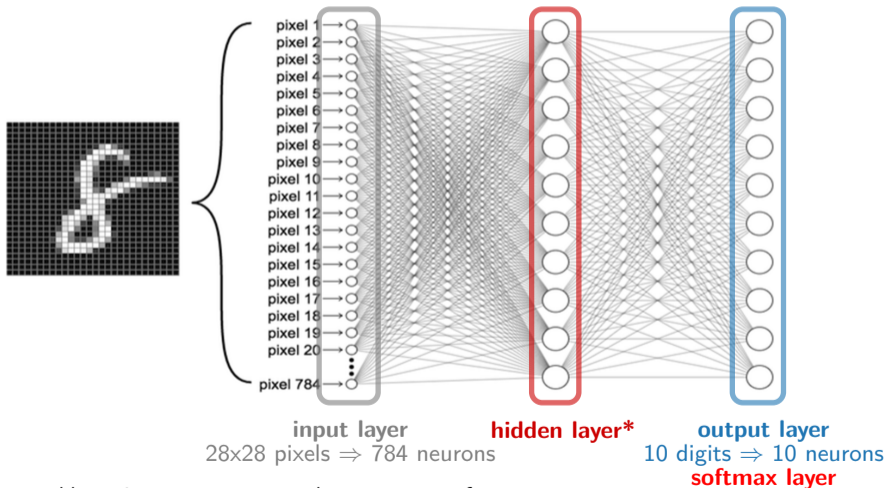 pixel 1
pixel 2
pixel 3
pixel 4
pixel 5
pixel 6
pixel 7
pixel 8
pixel 9
pixel 10
pixel 11
pixel 12
pixel 13
pixel 14
pixel 15
pixel 16
pixel 17
pixel 18
pixel 19
pixel 20
pixel 784
input layer
28x28 pixels ⇒ 784 neurons
hidden layer*
output layer
10 digits ⇒ 10 neurons
softmax layer